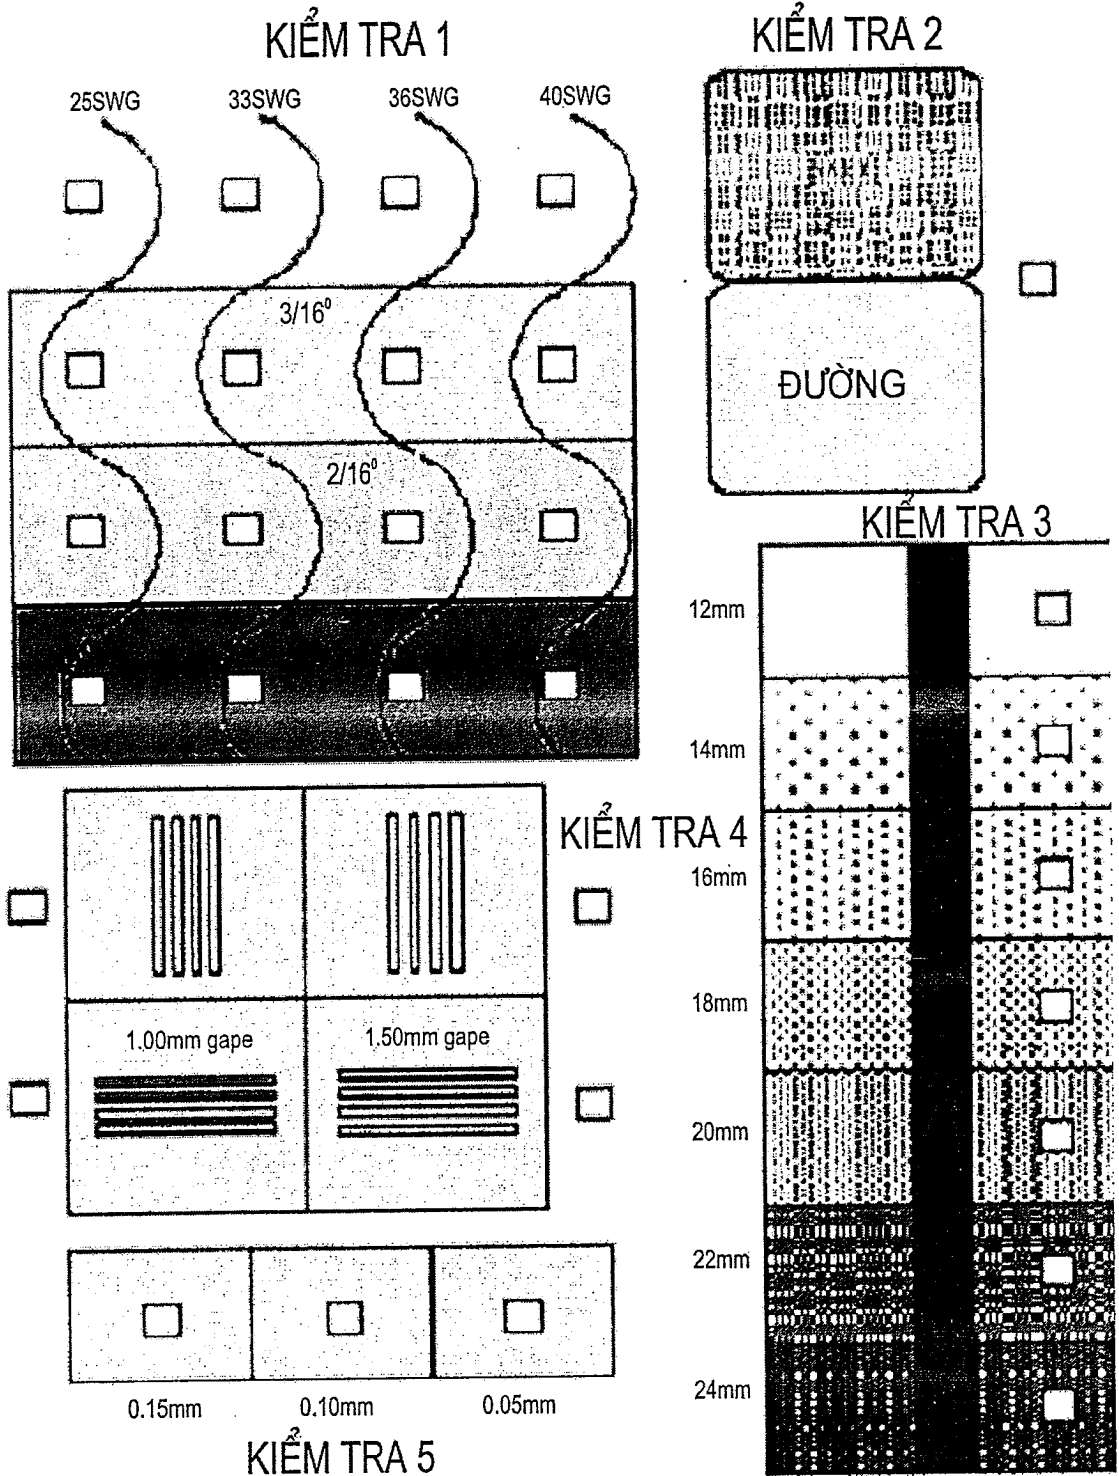 KIỂM TRA 1
25SWG 33SWG 36SWG 40SWG
3/16⁰
2/16⁰
KIỂM TRA 2
ĐƯỜNG
KIỂM TRA 3
12mm
14mm
16mm
18mm
20mm
22mm
24mm
KIỂM TRA 4
1.00mm gape 1.50mm gape
0.15mm 0.10mm 0.05mm
KIỂM TRA 5